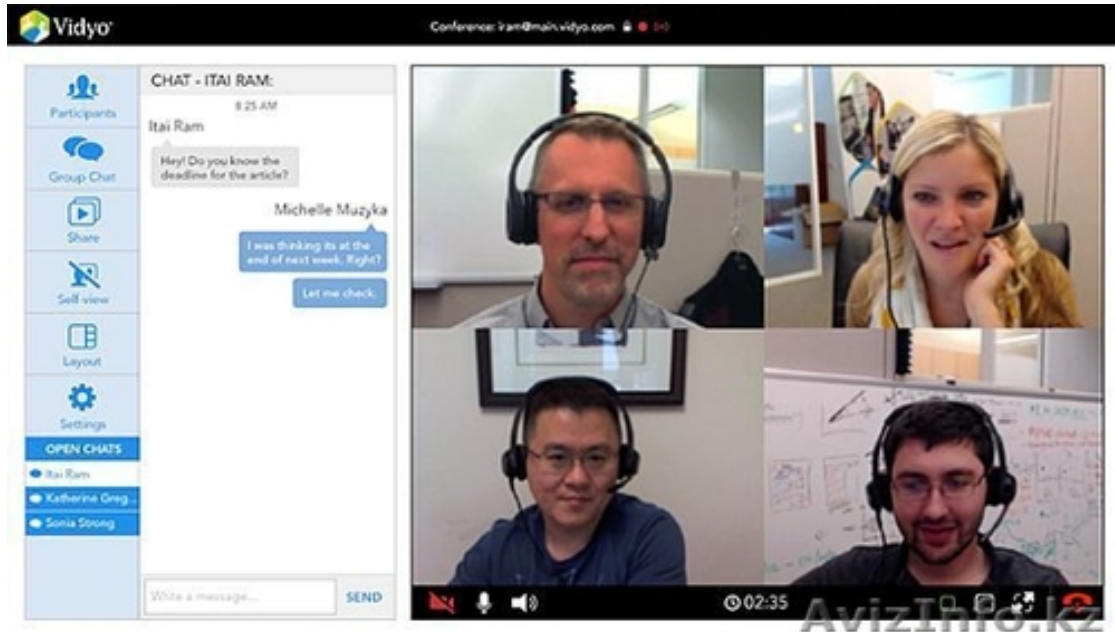 Vidyo
Conference: iram@main.vidyo.com
Participants
Group Chat
Share
Self-view
Layout
Settings
OPEN CHATS
Itai Ram
Katherine Greg...
Sonia Strong
CHAT - ITAI RAM:
8:25 AM
Itai Ram
Hey! Do you know the
deadline for the article?
Michelle Muzyka
I was thinking its at the
end of next week. Right?
Let me check.
Write a message...
SEND
02:35
AvizInfo.kz